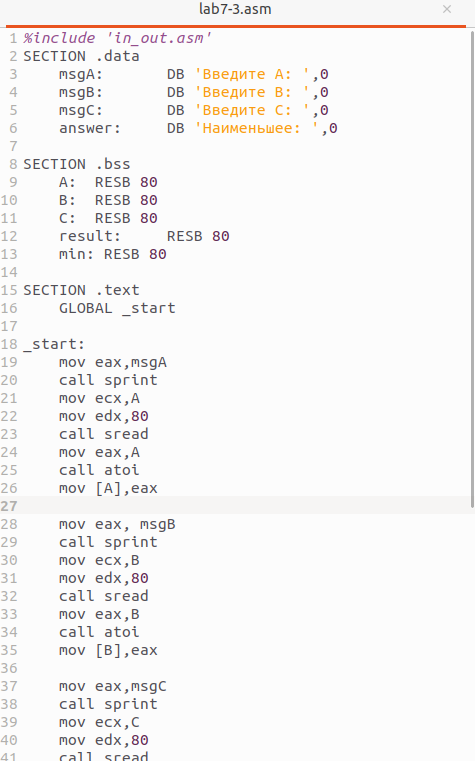 lab7-3.asm ×
1 %include 'in_out.asm'
2 SECTION .data
3     msgA:       DB 'Введите A: ',0
4     msgB:       DB 'Введите B: ',0
5     msgC:       DB 'Введите C: ',0
6     answer:     DB 'Наименьшее: ',0
7
8 SECTION .bss
9     A:  RESB 80
10     B:  RESB 80
11     C:  RESB 80
12     result:     RESB 80
13     min: RESB 80
14
15 SECTION .text
16     GLOBAL _start
17
18 _start:
19     mov eax,msgA
20     call sprint
21     mov ecx,A
22     mov edx,80
23     call sread
24     mov eax,A
25     call atoi
26     mov [A],eax
27
28     mov eax, msgB
29     call sprint
30     mov ecx,B
31     mov edx,80
32     call sread
33     mov eax,B
34     call atoi
35     mov [B],eax
36
37     mov eax,msgC
38     call sprint
39     mov ecx,C
40     mov edx,80
41     call sread